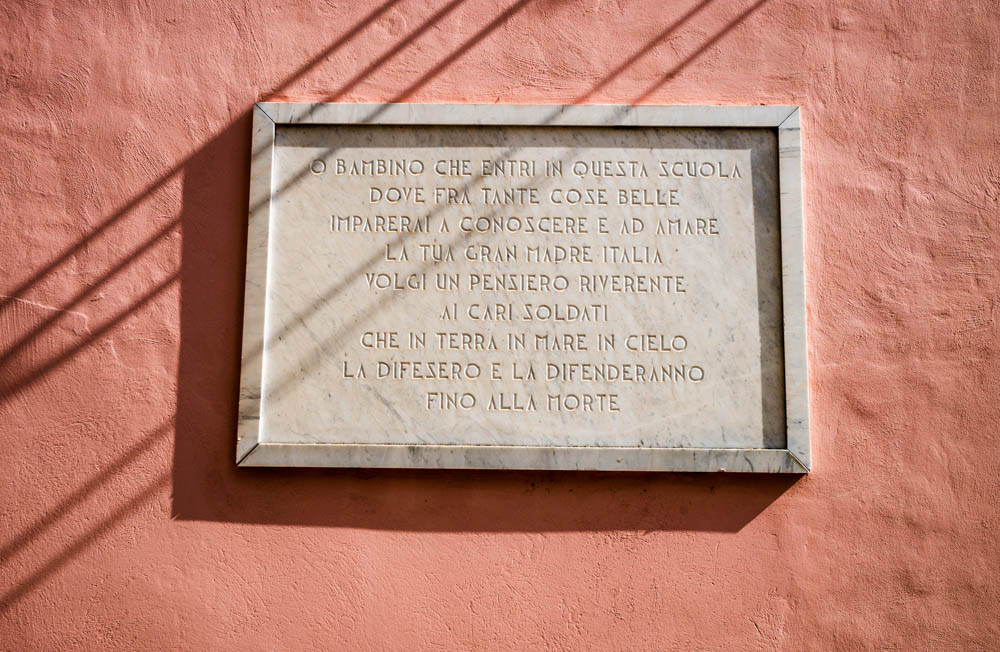 O BAMBINO CHE ENTRI IN QUESTA SCUOLA
DOVE FRA TANTE COSE BELLE
IMPARERAI A CONOSCERE E AD AMARE
LA TUA GRAN MADRE ITALIA
VOLGI UN PENSIERO RIVERENTE
AI CARI SOLDATI
CHE IN TERRA IN MARE IN CIELO
LA DIFESERO E LA DIFENDERANNO
FINO ALLA MORTE